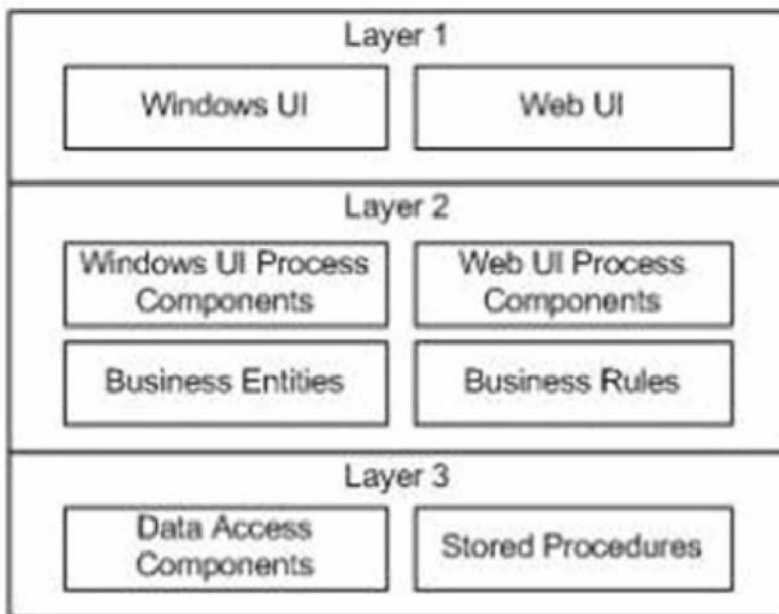 Layer 1
Windows UI
Web UI
Layer 2
Windows UI Process
Components
Web UI Process
Components
Business Entities
Business Rules
Layer 3
Data Access
Components
Stored Procedures